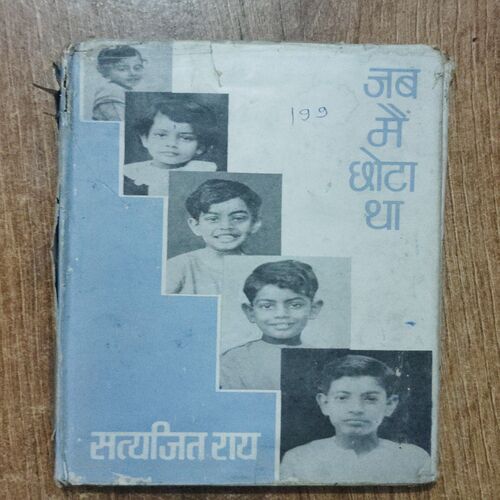 जब
मैं
छोटा
था
199
सत्यजित राय